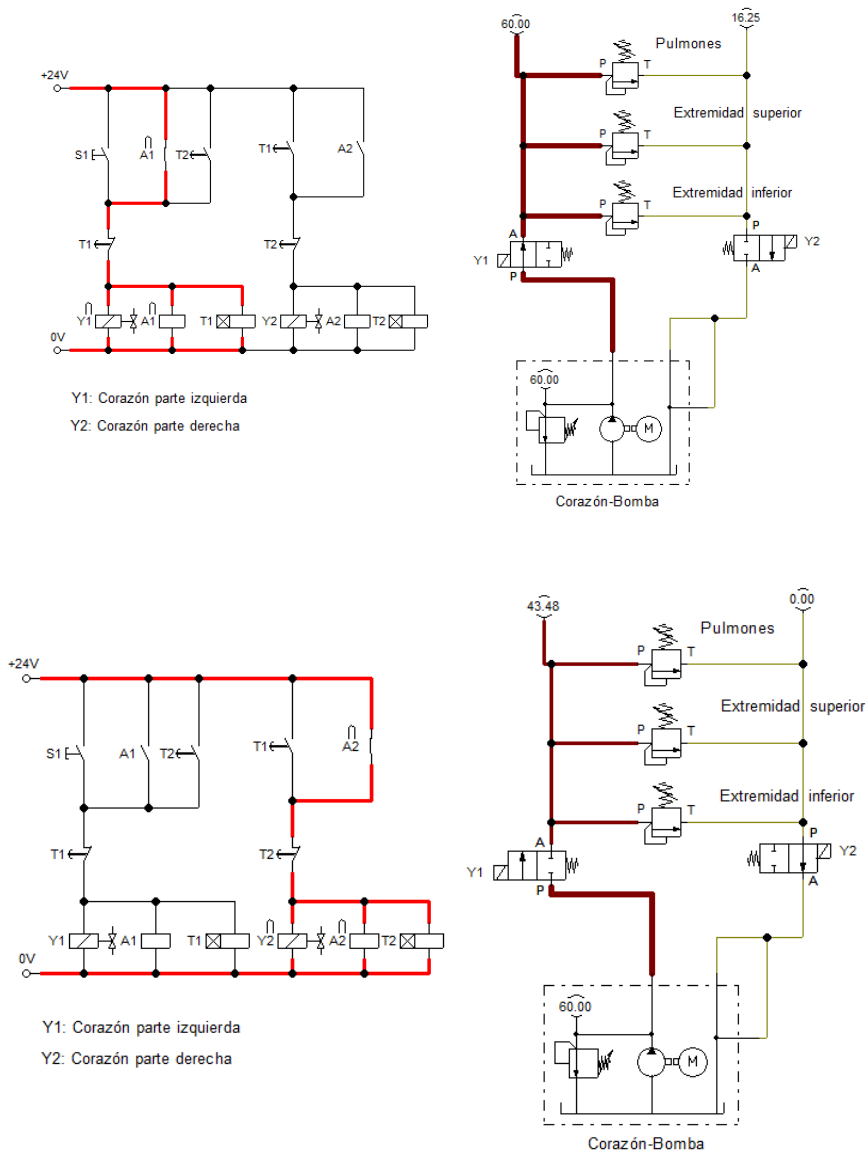 60.00
16.25
Pulmones
P
T
+24V
Extremidad superior
S1
A1
T2
T1
A2
P
T
Extremidad inferior
P
T
P
T1
T2
A
Y1
Y2
P
A
Y1
A1
T1
Y2
A2
T2
0V
60.00
Y1: Corazón parte izquierda
Y2: Corazón parte derecha
M
Corazón-Bomba
43.48
0.00
Pulmones
P
T
+24V
Extremidad superior
S1
A1
T2
T1
A2
P
T
Extremidad inferior
P
T
P
T1
T2
A
Y1
Y2
P
A
Y1
A1
T1
Y2
A2
T2
0V
60.00
Y1: Corazón parte izquierda
Y2: Corazón parte derecha
M
Corazón-Bomba